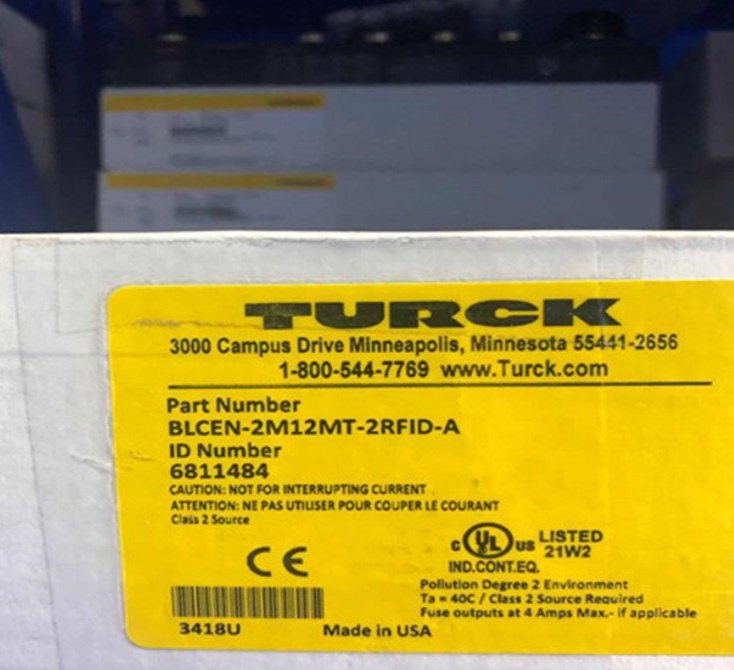 TURCK
3000 Campus Drive Minneapolis, Minnesota 55441-2656
1-800-544-7769 www.Turck.com
Part Number
BLCEN-2M12MT-2RFID-A
ID Number
6811484
CAUTION: NOT FOR INTERRUPTING CURRENT
ATTENTION: NE PAS UTILISER POUR COUPER LE COURANT
Class 2 Source
CE
c UL us LISTED
21W2
IND.CONT.EQ.
Pollution Degree 2 Environment
Ta = 40C / Class 2 Source Required
Fuse outputs at 4 Amps Max.- if applicable
3418U
Made in USA